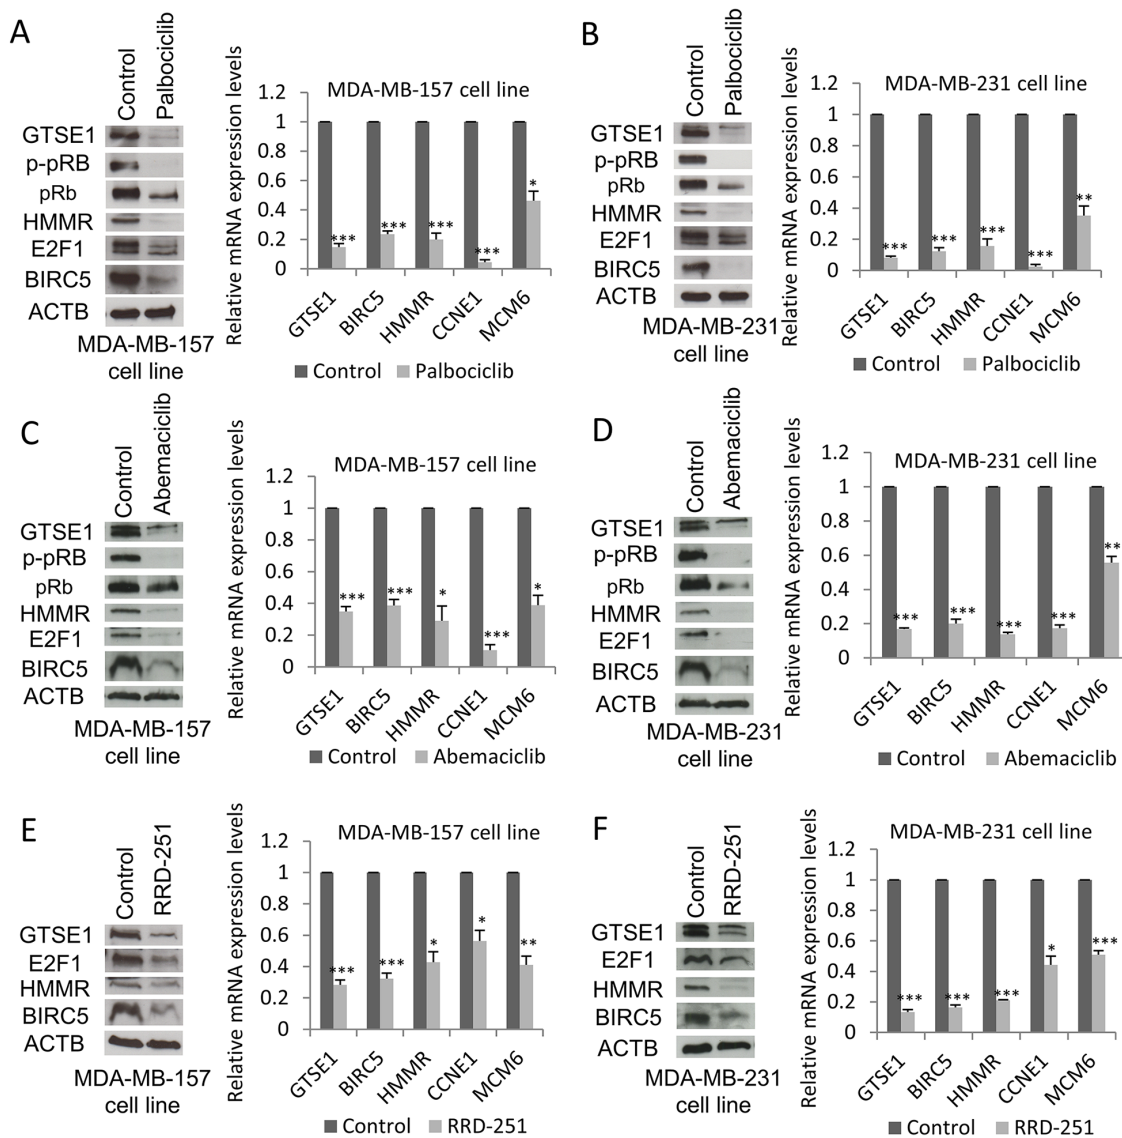 A
Control
Palbociclib
GTSE1
p-pRB
pRb
HMMR
E2F1
BIRC5
ACTB
MDA-MB-157
cell line
Relative mRNA expression levels
MDA-MB-157 cell line
1.2
1
0.8
0.6
0.4
0.2
0
***
***
***
***
*
GTSE1
BIRC5
HMMR
CCNE1
MCM6
Control
Palbociclib
B
Control
Palbociclib
GTSE1
p-pRB
pRb
HMMR
E2F1
BIRC5
ACTB
MDA-MB-231
cell line
Relative mRNA expression levels
MDA-MB-231 cell line
1.2
1
0.8
0.6
0.4
0.2
0
***
***
***
***
**
GTSE1
BIRC5
HMMR
CCNE1
MCM6
Control
Palbociclib
C
Control
Abemaciclib
GTSE1
p-pRB
pRb
HMMR
E2F1
BIRC5
ACTB
MDA-MB-157
cell line
Relative mRNA expression levels
MDA-MB-157 cell line
1.2
1
0.8
0.6
0.4
0.2
0
***
***
*
***
*
GTSE1
BIRC5
HMMR
CCNE1
MCM6
Control
Abemaciclib
D
Control
Abemaciclib
GTSE1
p-pRB
pRb
HMMR
E2F1
BIRC5
ACTB
MDA-MB-231
cell line
Relative mRNA expression levels
MDA-MB-231 cell line
1.2
1
0.8
0.6
0.4
0.2
0
***
***
***
***
**
GTSE1
BIRC5
HMMR
CCNE1
MCM6
Control
Abemaciclib
E
Control
RRD-251
GTSE1
E2F1
HMMR
BIRC5
ACTB
MDA-MB-157
cell line
Relative mRNA expression levels
MDA-MB-157 cell line
1.2
1
0.8
0.6
0.4
0.2
0
***
***
*
*
**
GTSE1
BIRC5
HMMR
CCNE1
MCM6
Control
RRD-251
F
Control
RRD-251
GTSE1
E2F1
HMMR
BIRC5
ACTB
MDA-MB-231
cell line
Relative mRNA expression levels
MDA-MB-231 cell line
1.2
1
0.8
0.6
0.4
0.2
0
***
***
***
*
***
GTSE1
BIRC5
HMMR
CCNE1
MCM6
Control
RRD-251